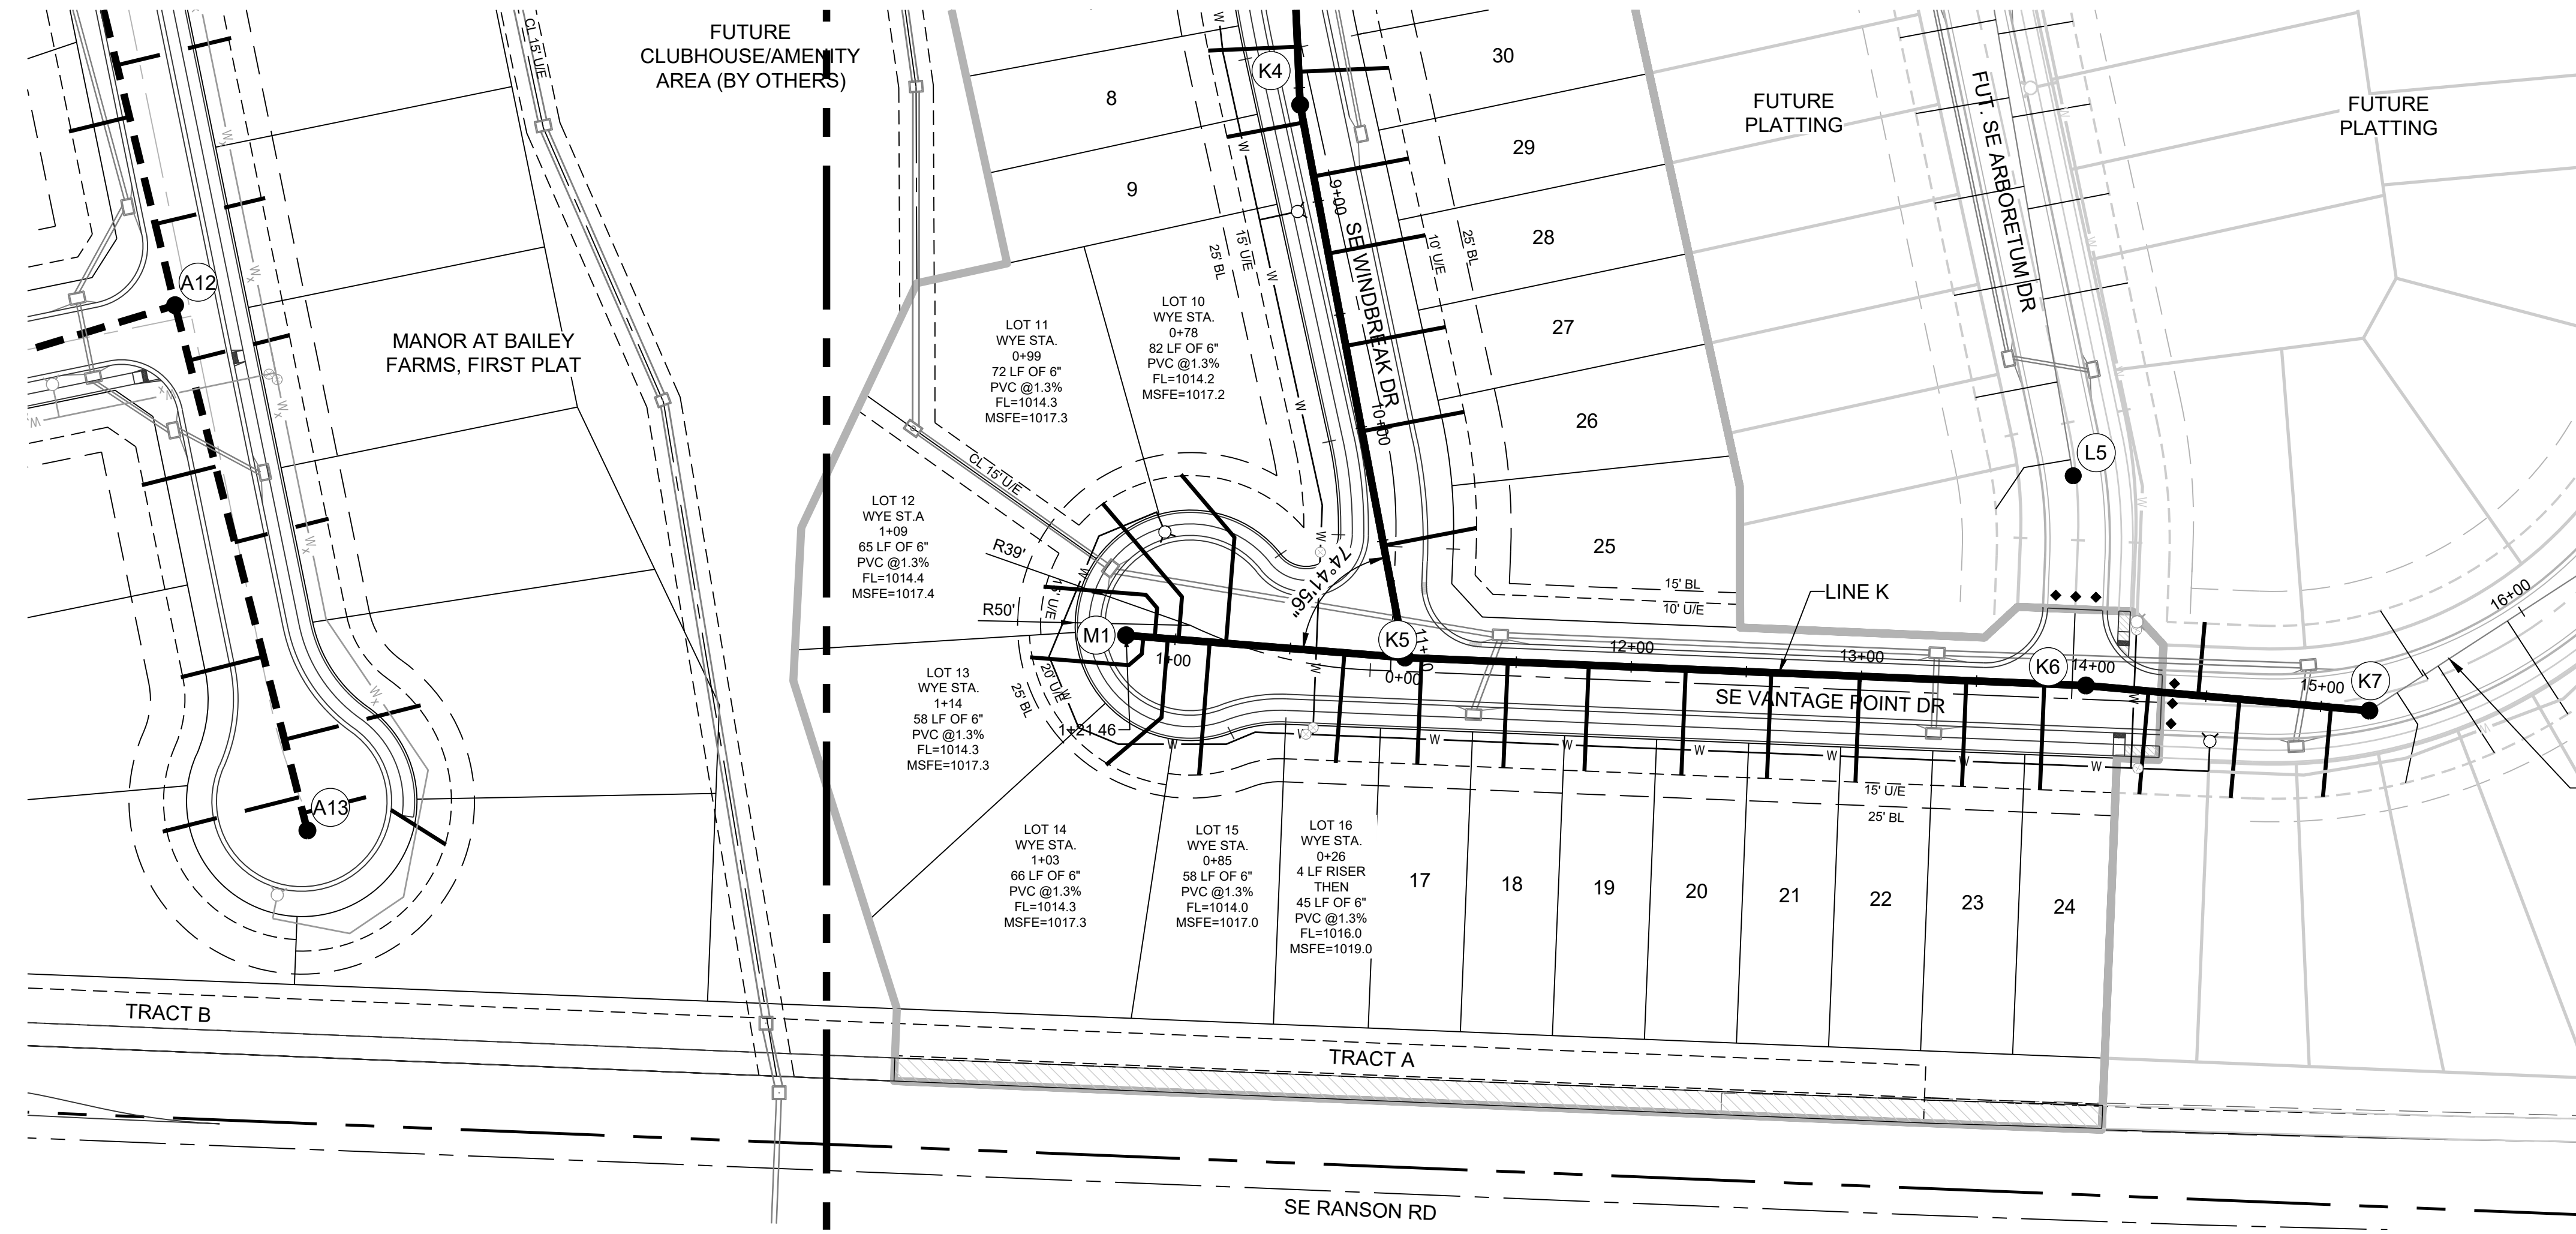 FUTURE
CLUBHOUSE/AMENITY
AREA (BY OTHERS)
CL 15' U/E
K4
8
9
30
29
28
27
26
25
FUTURE
PLATTING
FUT. SE ARBORETUM DR
FUTURE
PLATTING
A12
MANOR AT BAILEY
FARMS, FIRST PLAT
25' BL
15' U/E
9+00
SE WINDBREAK DR
10+00
10' U/E
25' BL
LOT 10
WYE STA.
0+78
82 LF OF 6"
PVC @1.3%
FL=1014.2
MSFE=1017.2
LOT 11
WYE STA.
0+99
72 LF OF 6"
PVC @1.3%
FL=1014.3
MSFE=1017.3
L5
CL 15' U/E
LOT 12
WYE ST.A
1+09
65 LF OF 6"
PVC @1.3%
FL=1014.4
MSFE=1017.4
R39'
R50'
15' U/E
74°41'56"
15' BL
10' U/E
LINE K
16+00
M1
K5
11+00
12+00
13+00
K6
14+00
15+00
K7
1+00
0+00
SE VANTAGE POINT DR
20' U/E
25' BL
1+21.46
LOT 13
WYE STA.
1+14
58 LF OF 6"
PVC @1.3%
FL=1014.3
MSFE=1017.3
A13
15' U/E
25' BL
LOT 14
WYE STA.
1+03
66 LF OF 6"
PVC @1.3%
FL=1014.3
MSFE=1017.3
LOT 15
WYE STA.
0+85
58 LF OF 6"
PVC @1.3%
FL=1014.0
MSFE=1017.0
LOT 16
WYE STA.
0+26
4 LF RISER
THEN
45 LF OF 6"
PVC @1.3%
FL=1016.0
MSFE=1019.0
17
18
19
20
21
22
23
24
TRACT B
TRACT A
SE RANSON RD